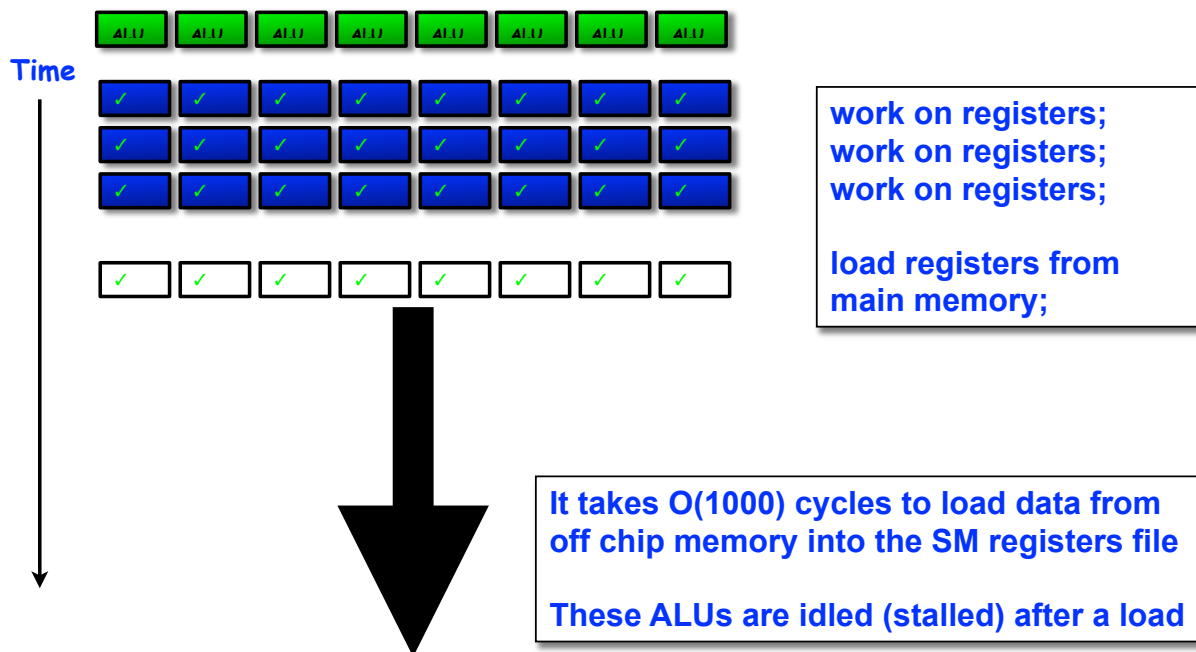 ALU ALU ALU ALU ALU ALU ALU ALU
Time
✓ ✓ ✓ ✓ ✓ ✓ ✓ ✓
✓ ✓ ✓ ✓ ✓ ✓ ✓ ✓
✓ ✓ ✓ ✓ ✓ ✓ ✓ ✓
✓ ✓ ✓ ✓ ✓ ✓ ✓ ✓
work on registers;
work on registers;
work on registers;
load registers from
main memory;
It takes O(1000) cycles to load data from
off chip memory into the SM registers file
These ALUs are idled (stalled) after a load